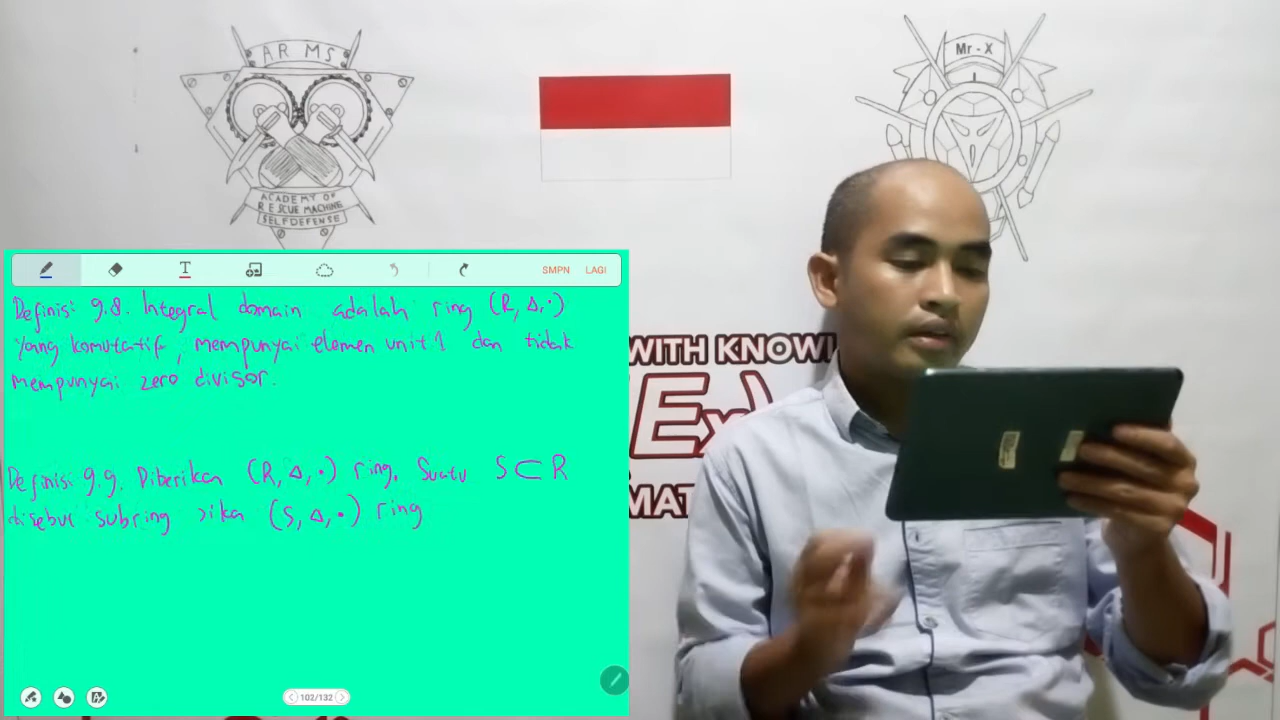 AR MS
ACADEMY OF
RESCUE MACHINE
SELFDEFENSE
Mr - X
WITH KNOWL
Ex
MAT
SMPN LAGI
Definisi 9.8. Integral domain adalah ring (R, Δ, •)
yang komutatif, mempunyai elemen unit 1 dan tidak
mempunyai zero divisor.
Definisi 9.9. Diberikan (R, Δ, •) ring. Suatu S ⊂ R
disebut subring jika (S, Δ, •) ring
102/132